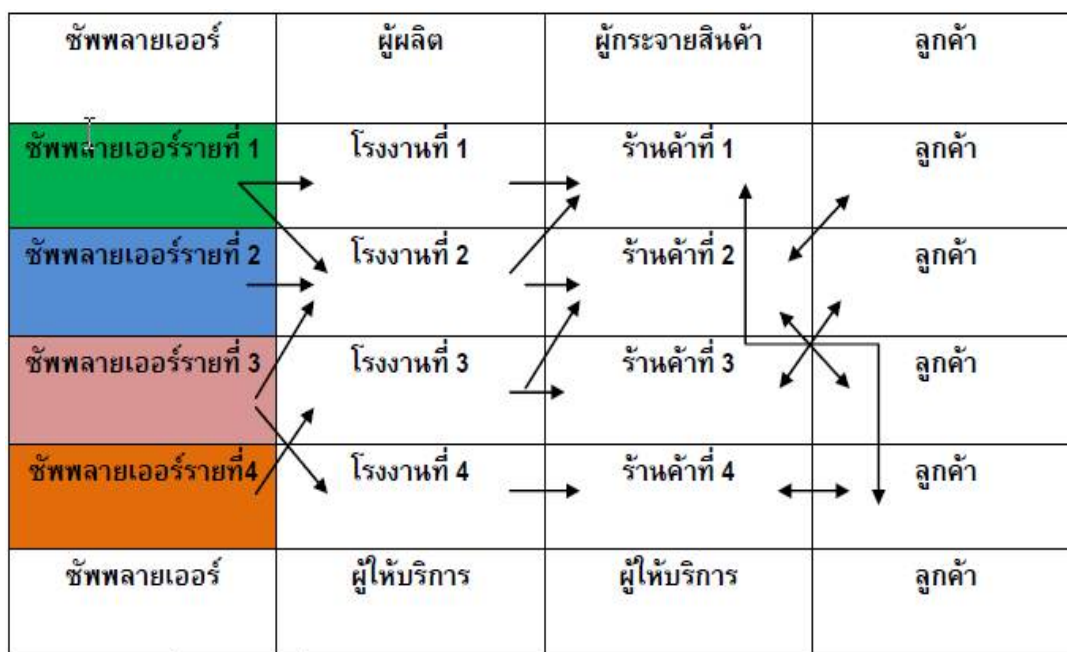 ซัพพลายเออร์ ผู้ผลิต ผู้กระจายสินค้า ลูกค้า
ซัพพลายเออร์รายที่ 1 โรงงานที่ 1 ร้านค้าที่ 1 ลูกค้า
ซัพพลายเออร์รายที่ 2 โรงงานที่ 2 ร้านค้าที่ 2 ลูกค้า
ซัพพลายเออร์รายที่ 3 โรงงานที่ 3 ร้านค้าที่ 3 ลูกค้า
ซัพพลายเออร์รายที่4 โรงงานที่ 4 ร้านค้าที่ 4 ลูกค้า
ซัพพลายเออร์ ผู้ให้บริการ ผู้ให้บริการ ลูกค้า